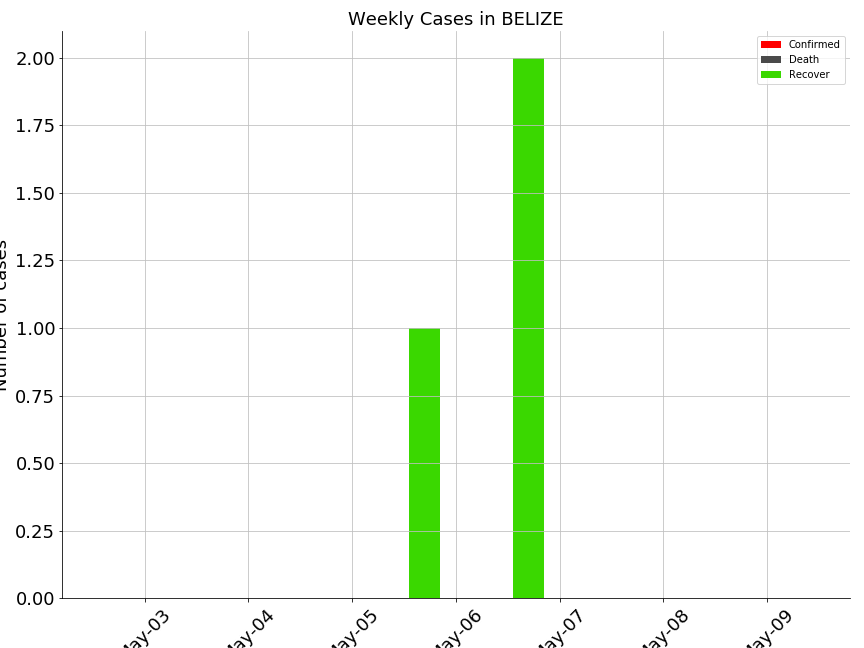 Weekly Cases in BELIZE
Confirmed
Death
Recover
2.00
1.75
1.50
1.25
1.00
0.75
0.50
0.25
0.00
Number of cases
May-03
May-04
May-05
May-06
May-07
May-08
May-09